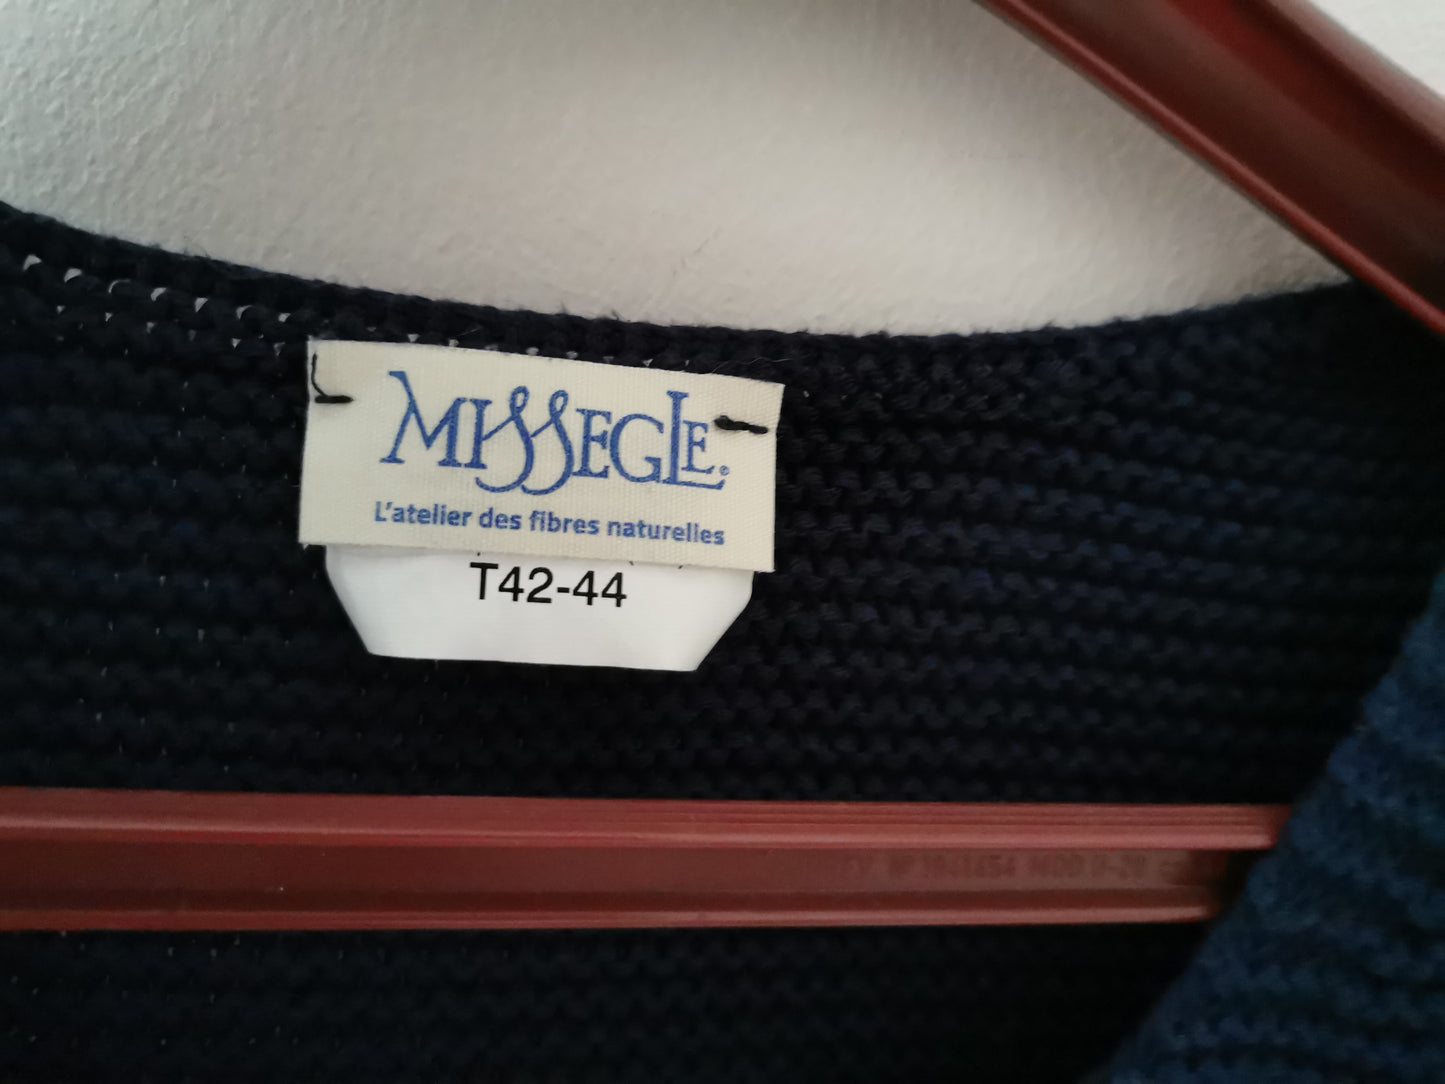 MISSEGLE®
L'atelier des fibres naturelles
T42-44